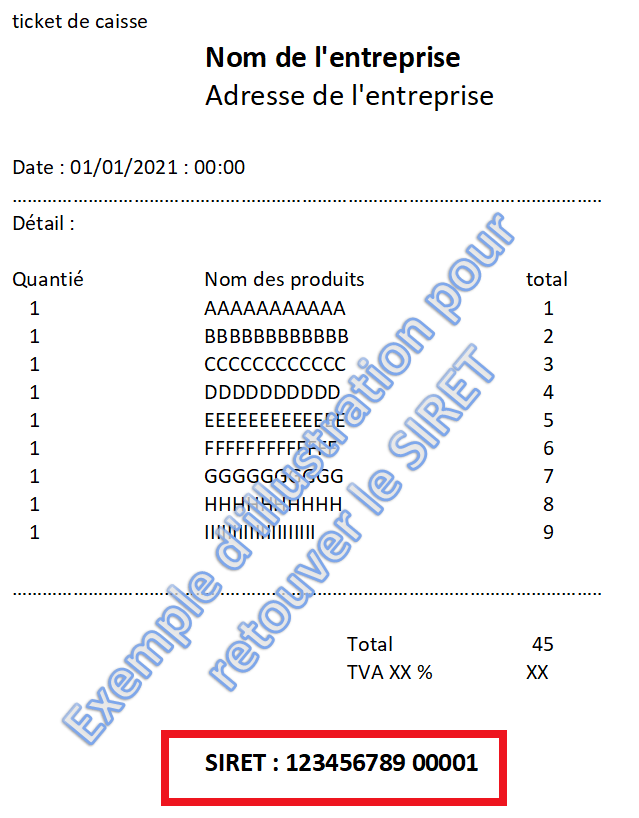 ticket de caisse
Nom de l'entreprise
Adresse de l'entreprise
Date : 01/01/2021 : 00:00
Détail :
Quantié Nom des produits total
1 AAAAAAAAAAA 1
1 BBBBBBBBBBBB 2
1 CCCCCCCCCCCC 3
1 DDDDDDDDDD 4
1 EEEEEEEEEEEEE 5
1 FFFFFFFFFFFFF 6
1 GGGGGGGGGG 7
1 HHHHHHHHHH 8
1 IIIIIIIIIIIIIIIIIIII 9
Total 45
TVA XX % XX
SIRET : 123456789 00001
Exemple d'illustration pour
retouver le SIRET